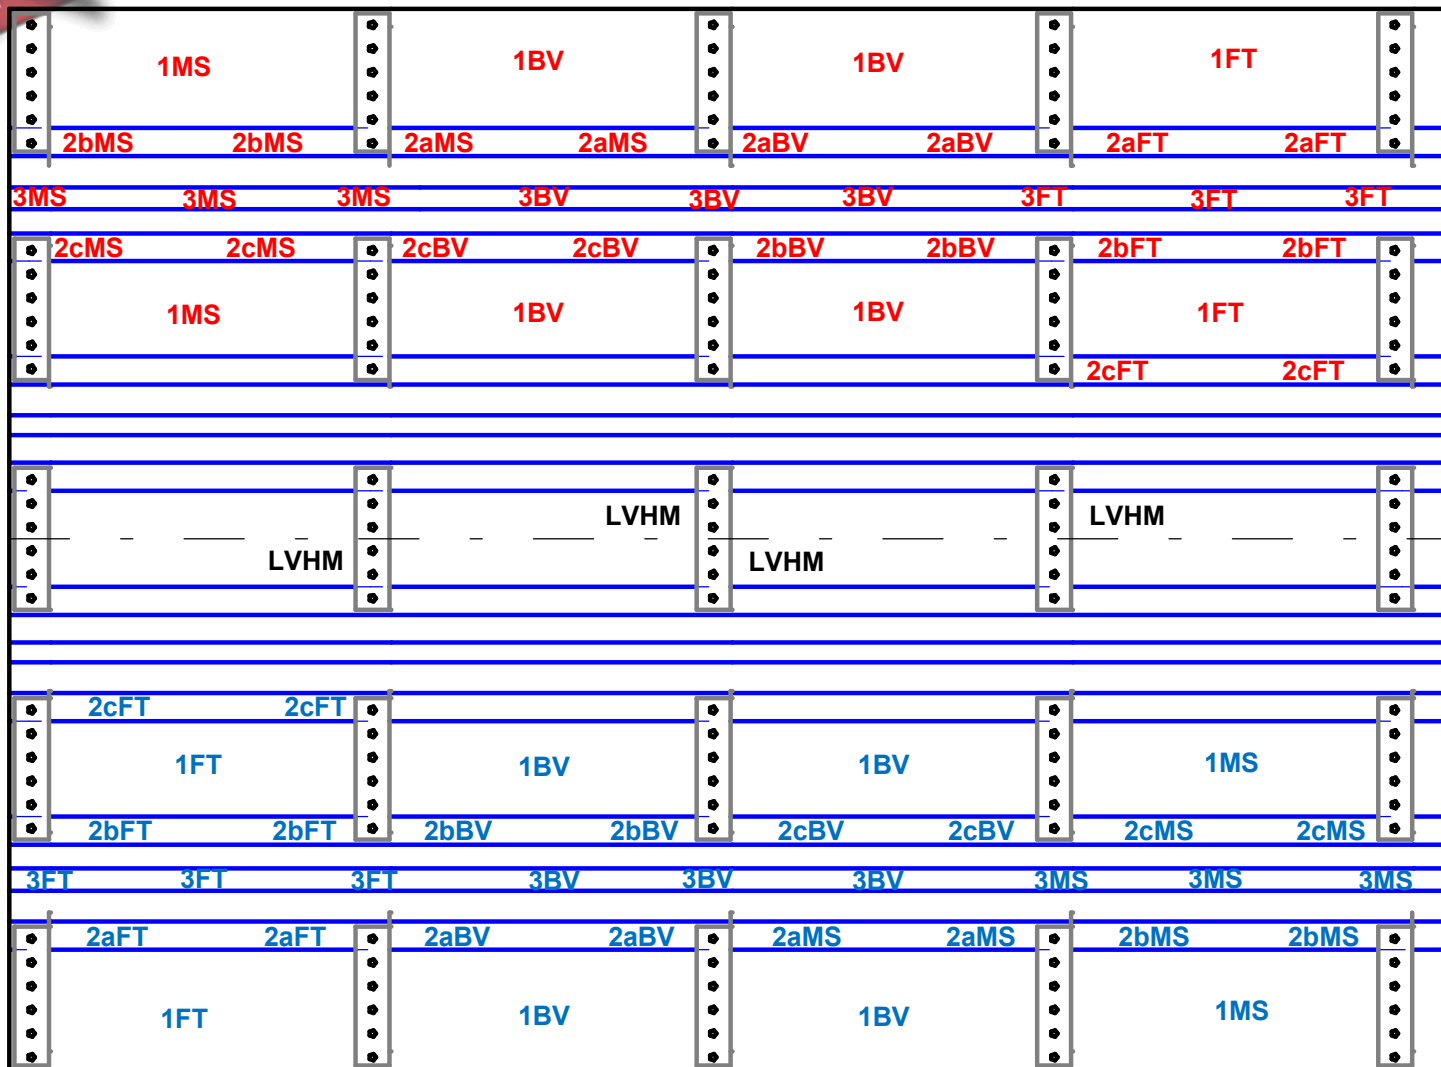 1MS 1BV 1BV 1FT
2bMS 2bMS 2aMS 2aMS 2aBV 2aBV 2aFT 2aFT
3MS 3MS 3MS 3BV 3BV 3BV 3FT 3FT 3FT
2cMS 2cMS 2cBV 2cBV 2bBV 2bBV 2bFT 2bFT
1MS 1BV 1BV 1FT
2cFT 2cFT
LVHM LVHM
LVHM LVHM
2cFT 2cFT
1FT 1BV 1BV 1MS
2bFT 2bFT 2bBV 2bBV 2cBV 2cBV 2cMS 2cMS
3FT 3FT 3FT 3BV 3BV 3BV 3MS 3MS 3MS
2aFT 2aFT 2aBV 2aBV 2aMS 2aMS 2bMS 2bMS
1FT 1BV 1BV 1MS